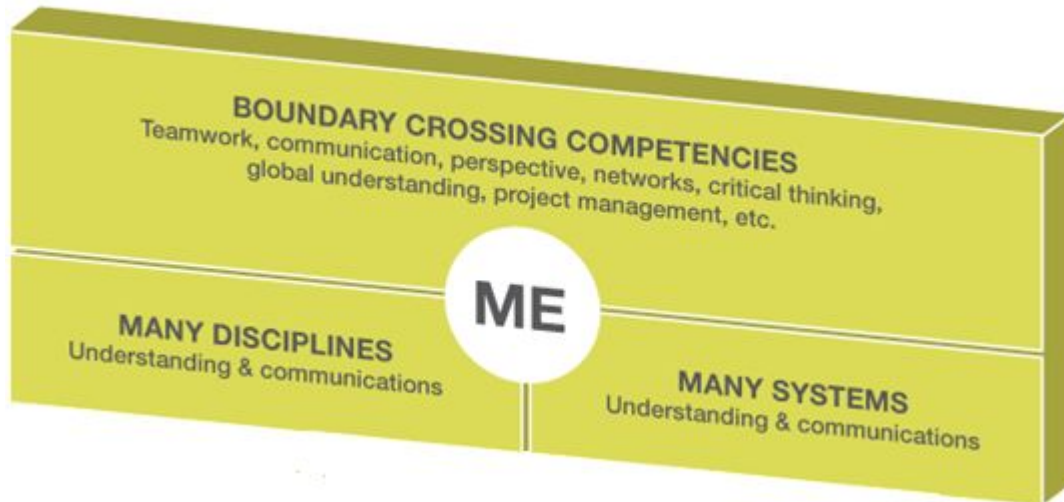 BOUNDARY CROSSING COMPETENCIES
Teamwork, communication, perspective, networks, critical thinking,
global understanding, project management, etc.
ME
MANY DISCIPLINES
Understanding & communications
MANY SYSTEMS
Understanding & communications